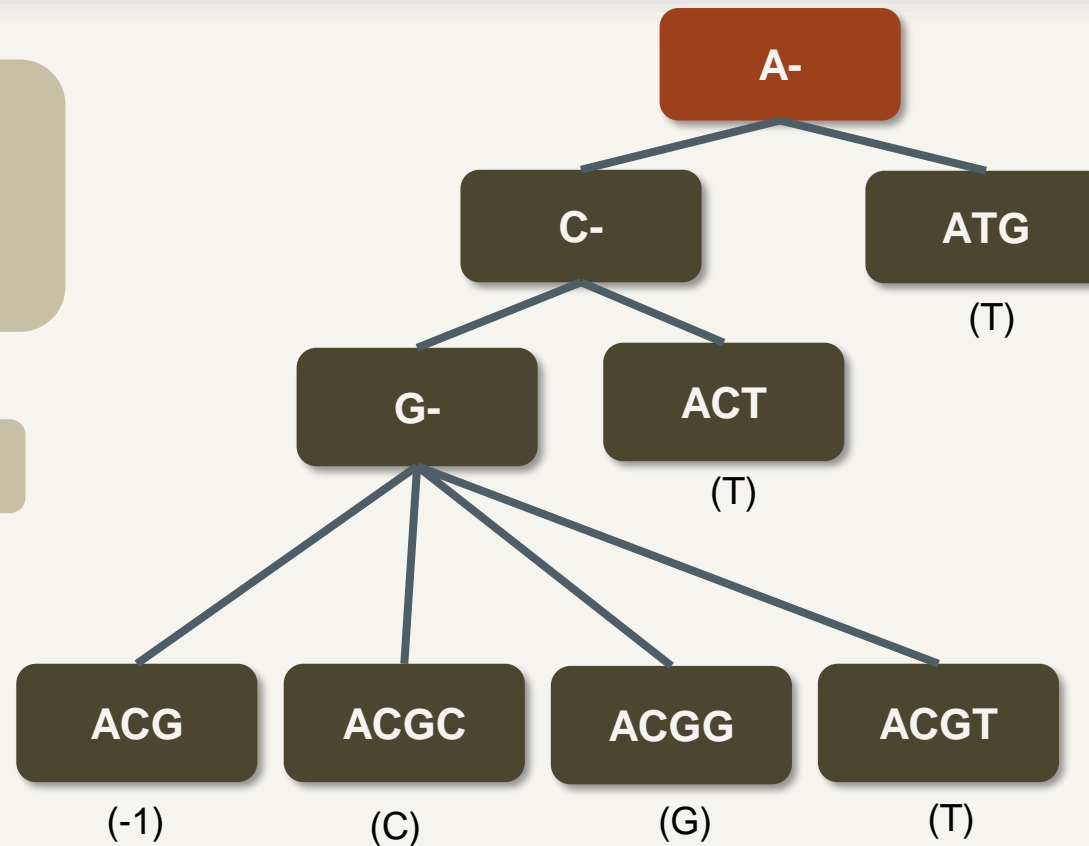 A-
C-
ATG
(T)
G-
ACT
(T)
ACG
ACGC
ACGG
ACGT
(-1)
(C)
(G)
(T)